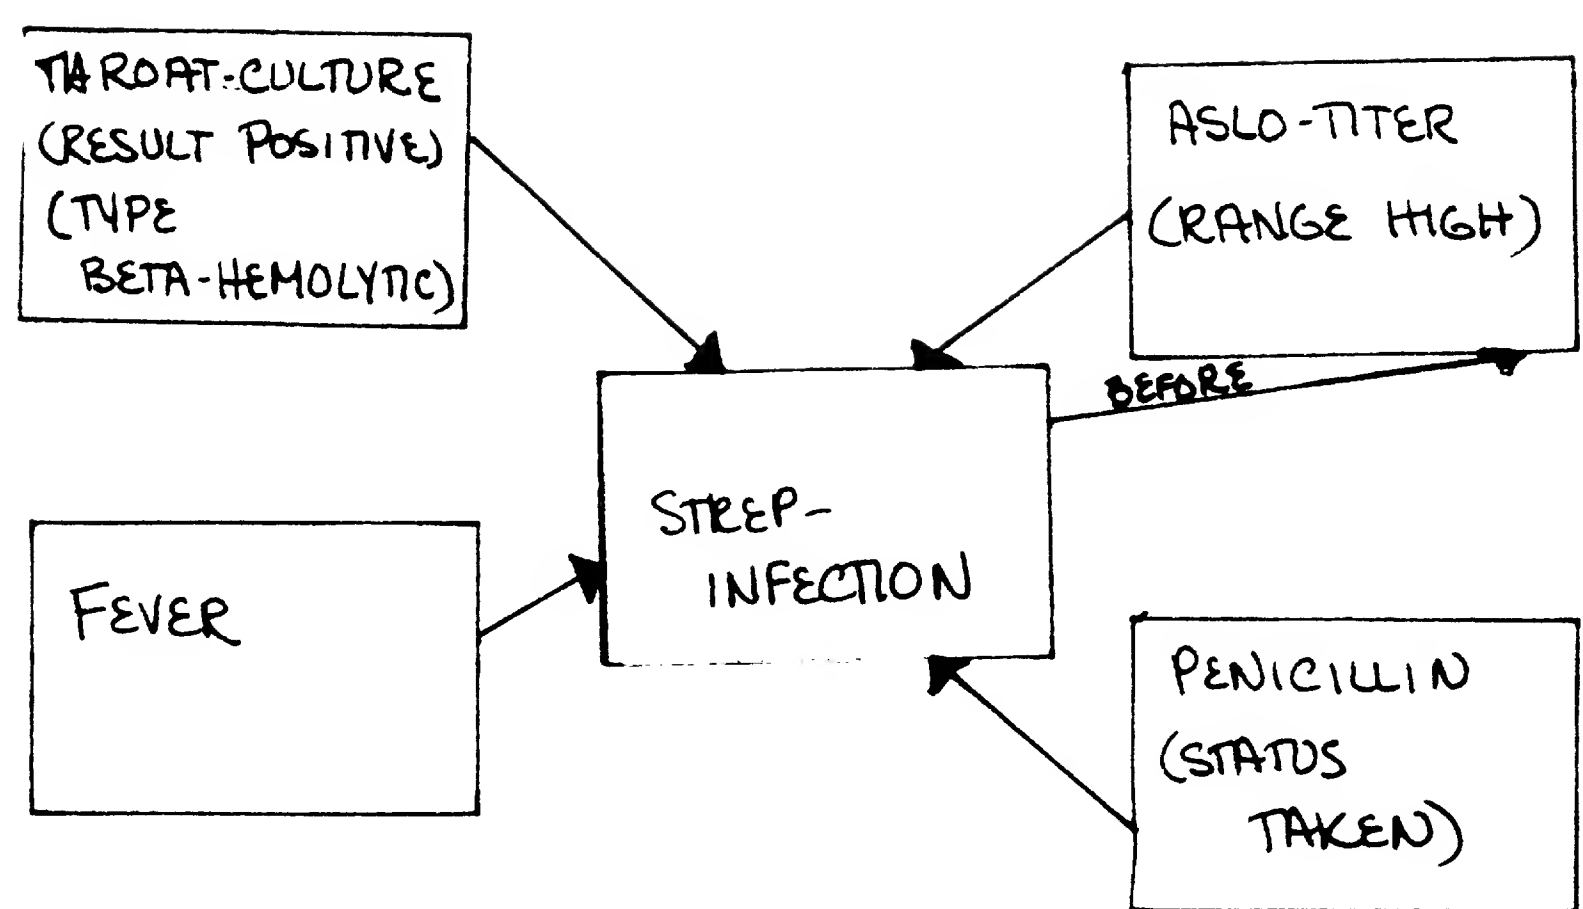 THROAT-CULTURE
(RESULT POSITIVE)
(TYPE
BETA-HEMOLYTIC)
ASLO-TITER
(RANGE HIGH)
BEFORE
STREP-
INFECTION
FEVER
PENICILLIN
(STATUS
TAKEN)